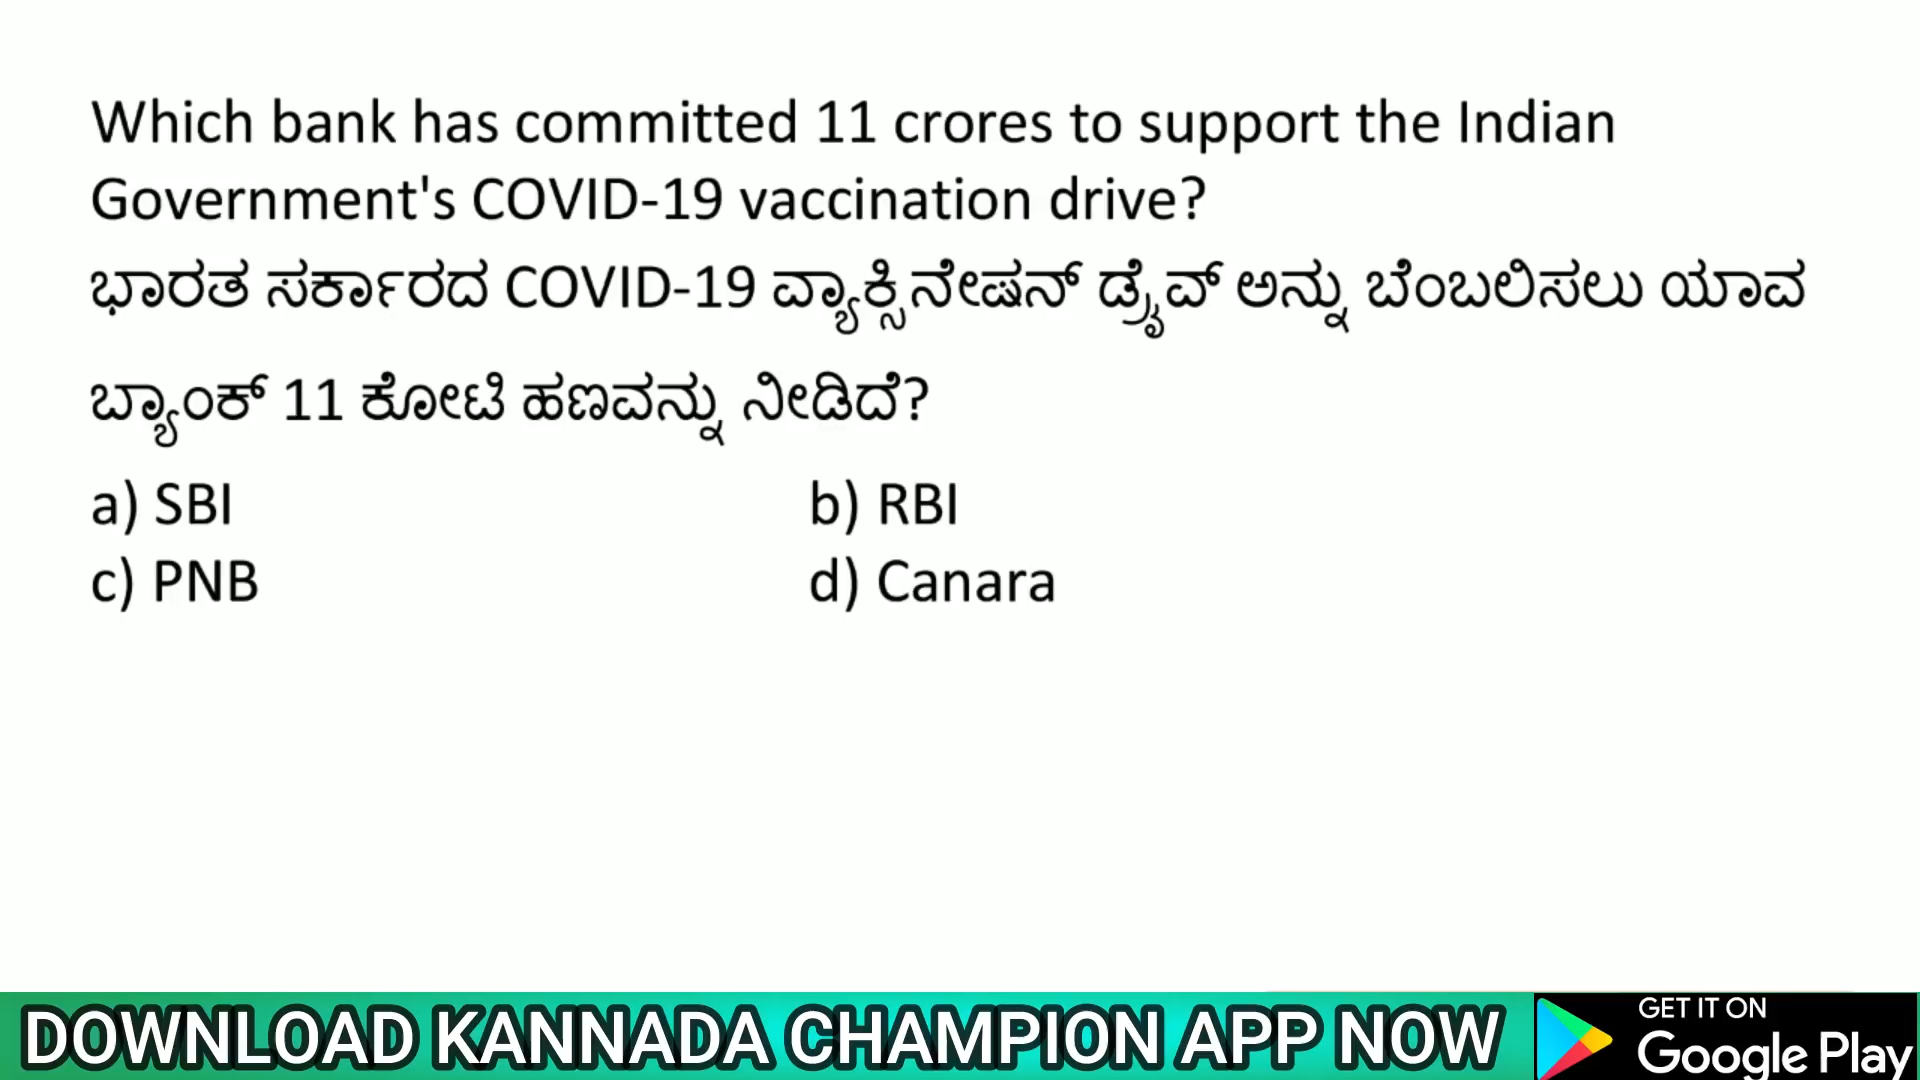 Which bank has committed 11 crores to support the Indian
Government's COVID-19 vaccination drive?
ಭಾರತ ಸರ್ಕಾರದ COVID-19 ವ್ಯಾಕ್ಸಿನೇಷನ್ ಡ್ರೈವ್ ಅನ್ನು ಬೆಂಬಲಿಸಲು ಯಾವ
ಬ್ಯಾಂಕ್ 11 ಕೋಟಿ ಹಣವನ್ನು ನೀಡಿದೆ?
a) SBI b) RBI
c) PNB d) Canara
DOWNLOAD KANNADA CHAMPION APP NOW
GET IT ON
Google Play